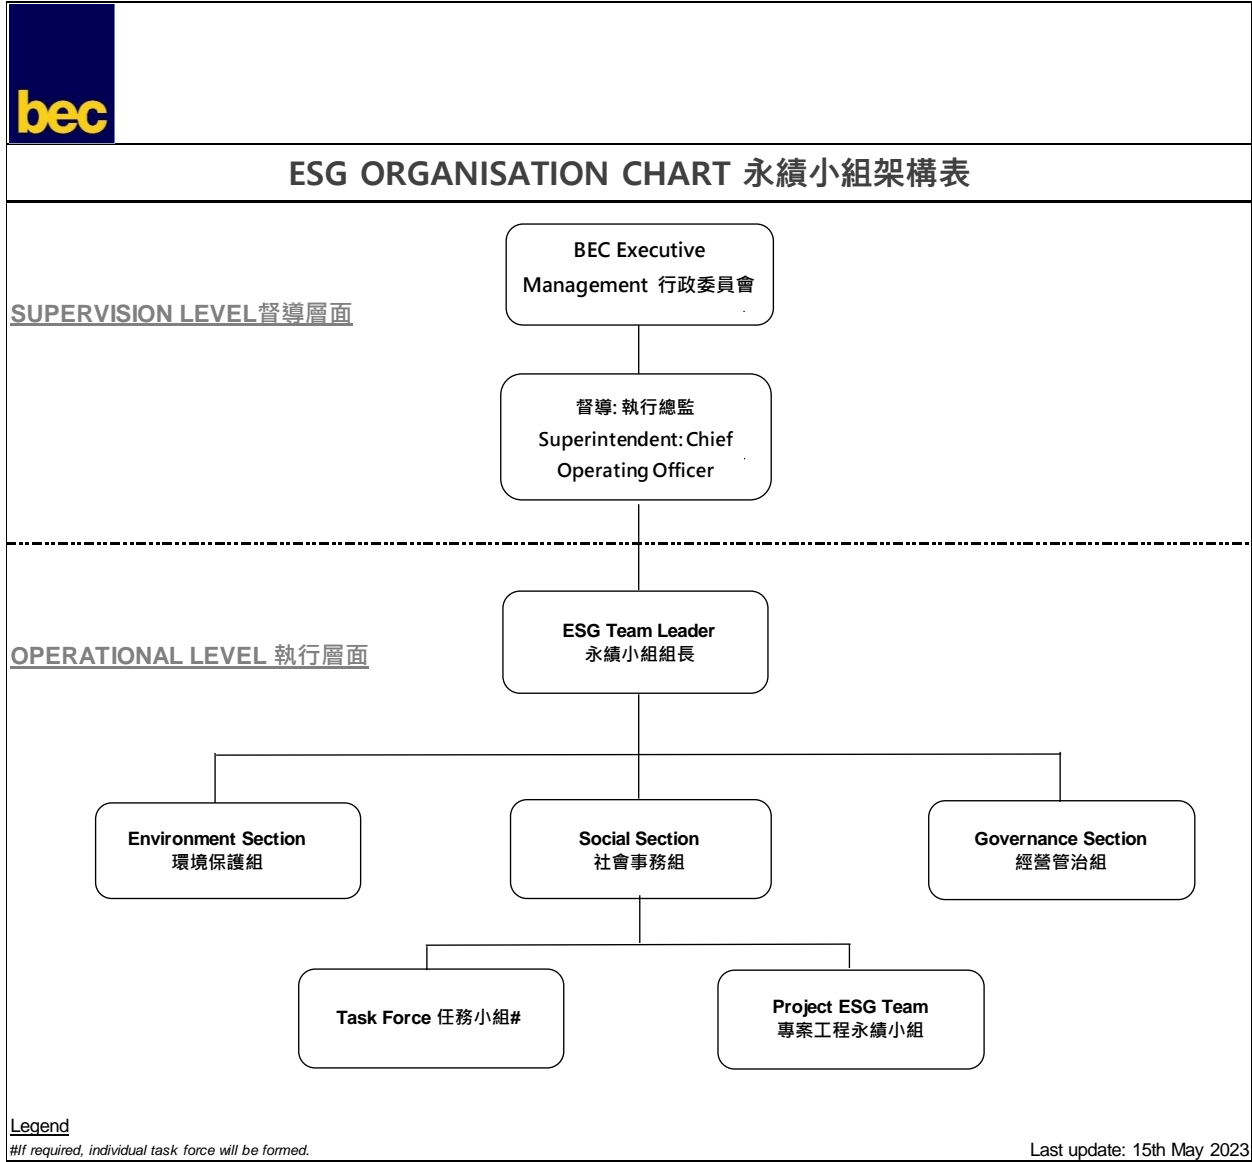 bec
ESG ORGANISATION CHART 永續小組架構表
BEC Executive
Management 行政委員會
SUPERVISION LEVEL督導層面
督導: 執行總監
Superintendent: Chief
Operating Officer
ESG Team Leader
永續小組組長
OPERATIONAL LEVEL 執行層面
Environment Section
環境保護組
Social Section
社會事務組
Governance Section
經營管治組
Task Force 任務小組#
Project ESG Team
專案工程永續小組
Legend
#If required, individual task force will be formed.
Last update: 15th May 2023